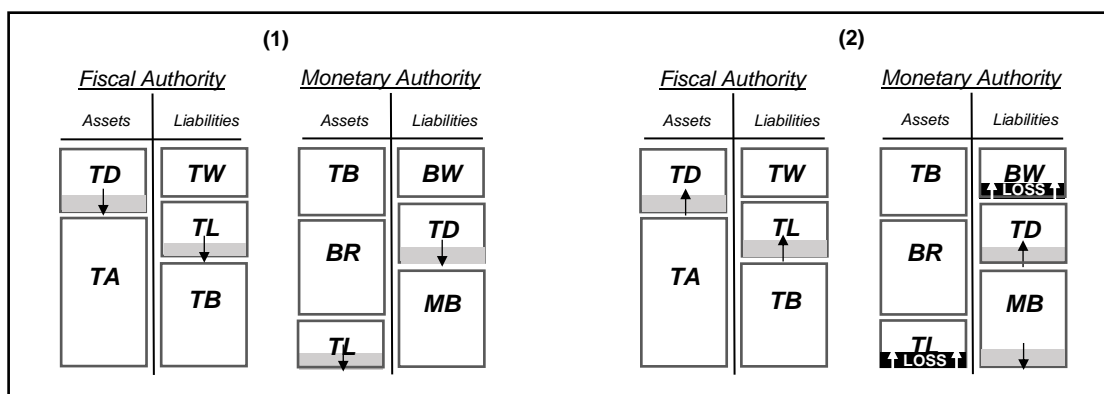 (1)
Fiscal Authority
Monetary Authority
Assets
Liabilities
Assets
Liabilities
TD
TW
TB
BW
TL
TD
TA
BR
TB
MB
TL
(2)
Fiscal Authority
Monetary Authority
Assets
Liabilities
Assets
Liabilities
TD
TW
TB
BW
LOSS
TL
TD
TA
BR
TB
MB
TL
LOSS